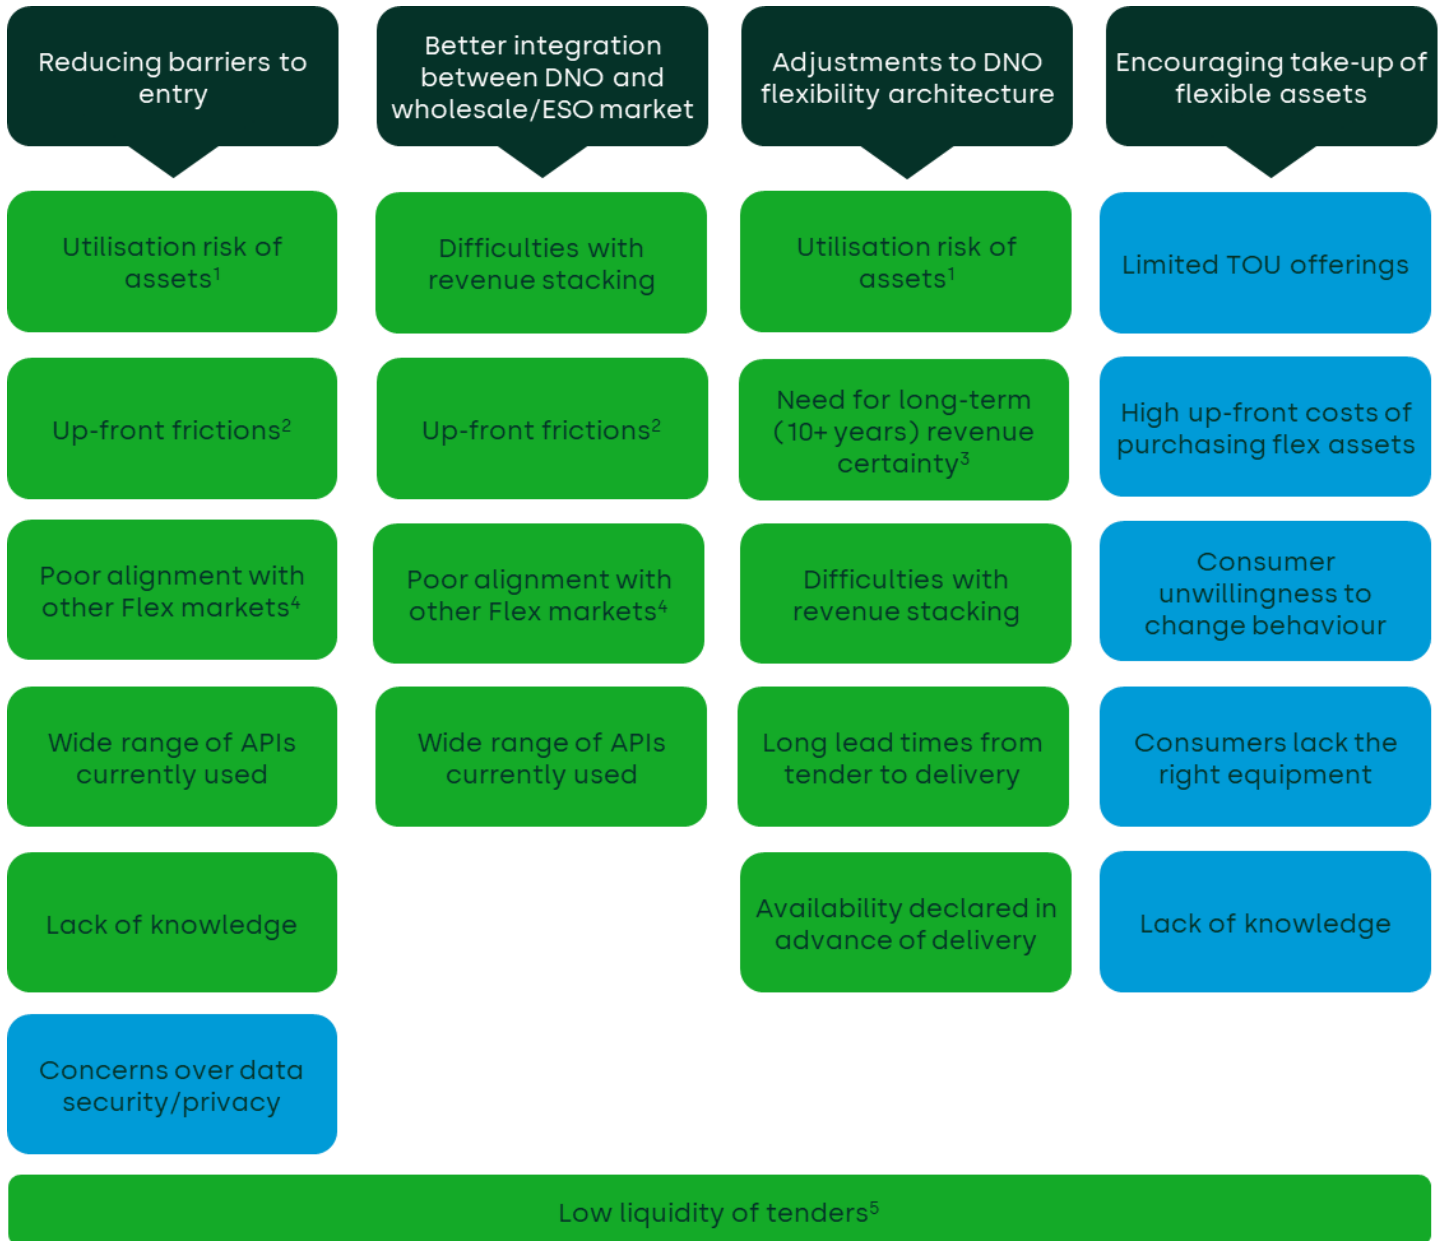 Reducing barriers to
entry
Utilisation risk of
assets¹
Up-front frictions²
Poor alignment with
other Flex markets⁴
Wide range of APIs
currently used
Lack of knowledge
Concerns over data
security/privacy
Better integration
between DNO and
wholesale/ESO market
Difficulties with
revenue stacking
Up-front frictions²
Poor alignment with
other Flex markets⁴
Wide range of APIs
currently used
Adjustments to DNO
flexibility architecture
Utilisation risk of
assets¹
Need for long-term
(10+ years) revenue
certainty³
Difficulties with
revenue stacking
Long lead times from
tender to delivery
Availability declared in
advance of delivery
Encouraging take-up of
flexible assets
Limited TOU offerings
High up-front costs of
purchasing flex assets
Consumer
unwillingness to
change behaviour
Consumers lack the
right equipment
Lack of knowledge
Low liquidity of tenders⁵